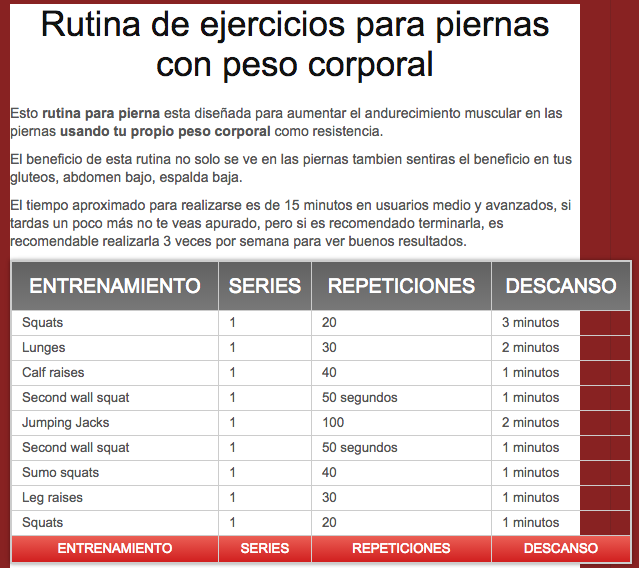 Rutina de ejercicios para piernas
con peso corporal
Esto rutina para pierna esta diseñada para aumentar el andurecimiento muscular en las
piernas usando tu propio peso corporal como resistencia.
El beneficio de esta rutina no solo se ve en las piernas tambien sentiras el beneficio en tus
gluteos, abdomen bajo, espalda baja.
El tiempo aproximado para realizarse es de 15 minutos en usuarios medio y avanzados, si
tardas un poco más no te veas apurado, pero si es recomendado terminarla, es
recomendable realizarla 3 veces por semana para ver buenos resultados.
ENTRENAMIENTO SERIES REPETICIONES DESCANSO
Squats 1 20 3 minutos
Lunges 1 30 2 minutos
Calf raises 1 40 1 minutos
Second wall squat 1 50 segundos 1 minutos
Jumping Jacks 1 100 2 minutos
Second wall squat 1 50 segundos 1 minutos
Sumo squats 1 40 1 minutos
Leg raises 1 30 1 minutos
Squats 1 20 1 minutos
ENTRENAMIENTO SERIES REPETICIONES DESCANSO